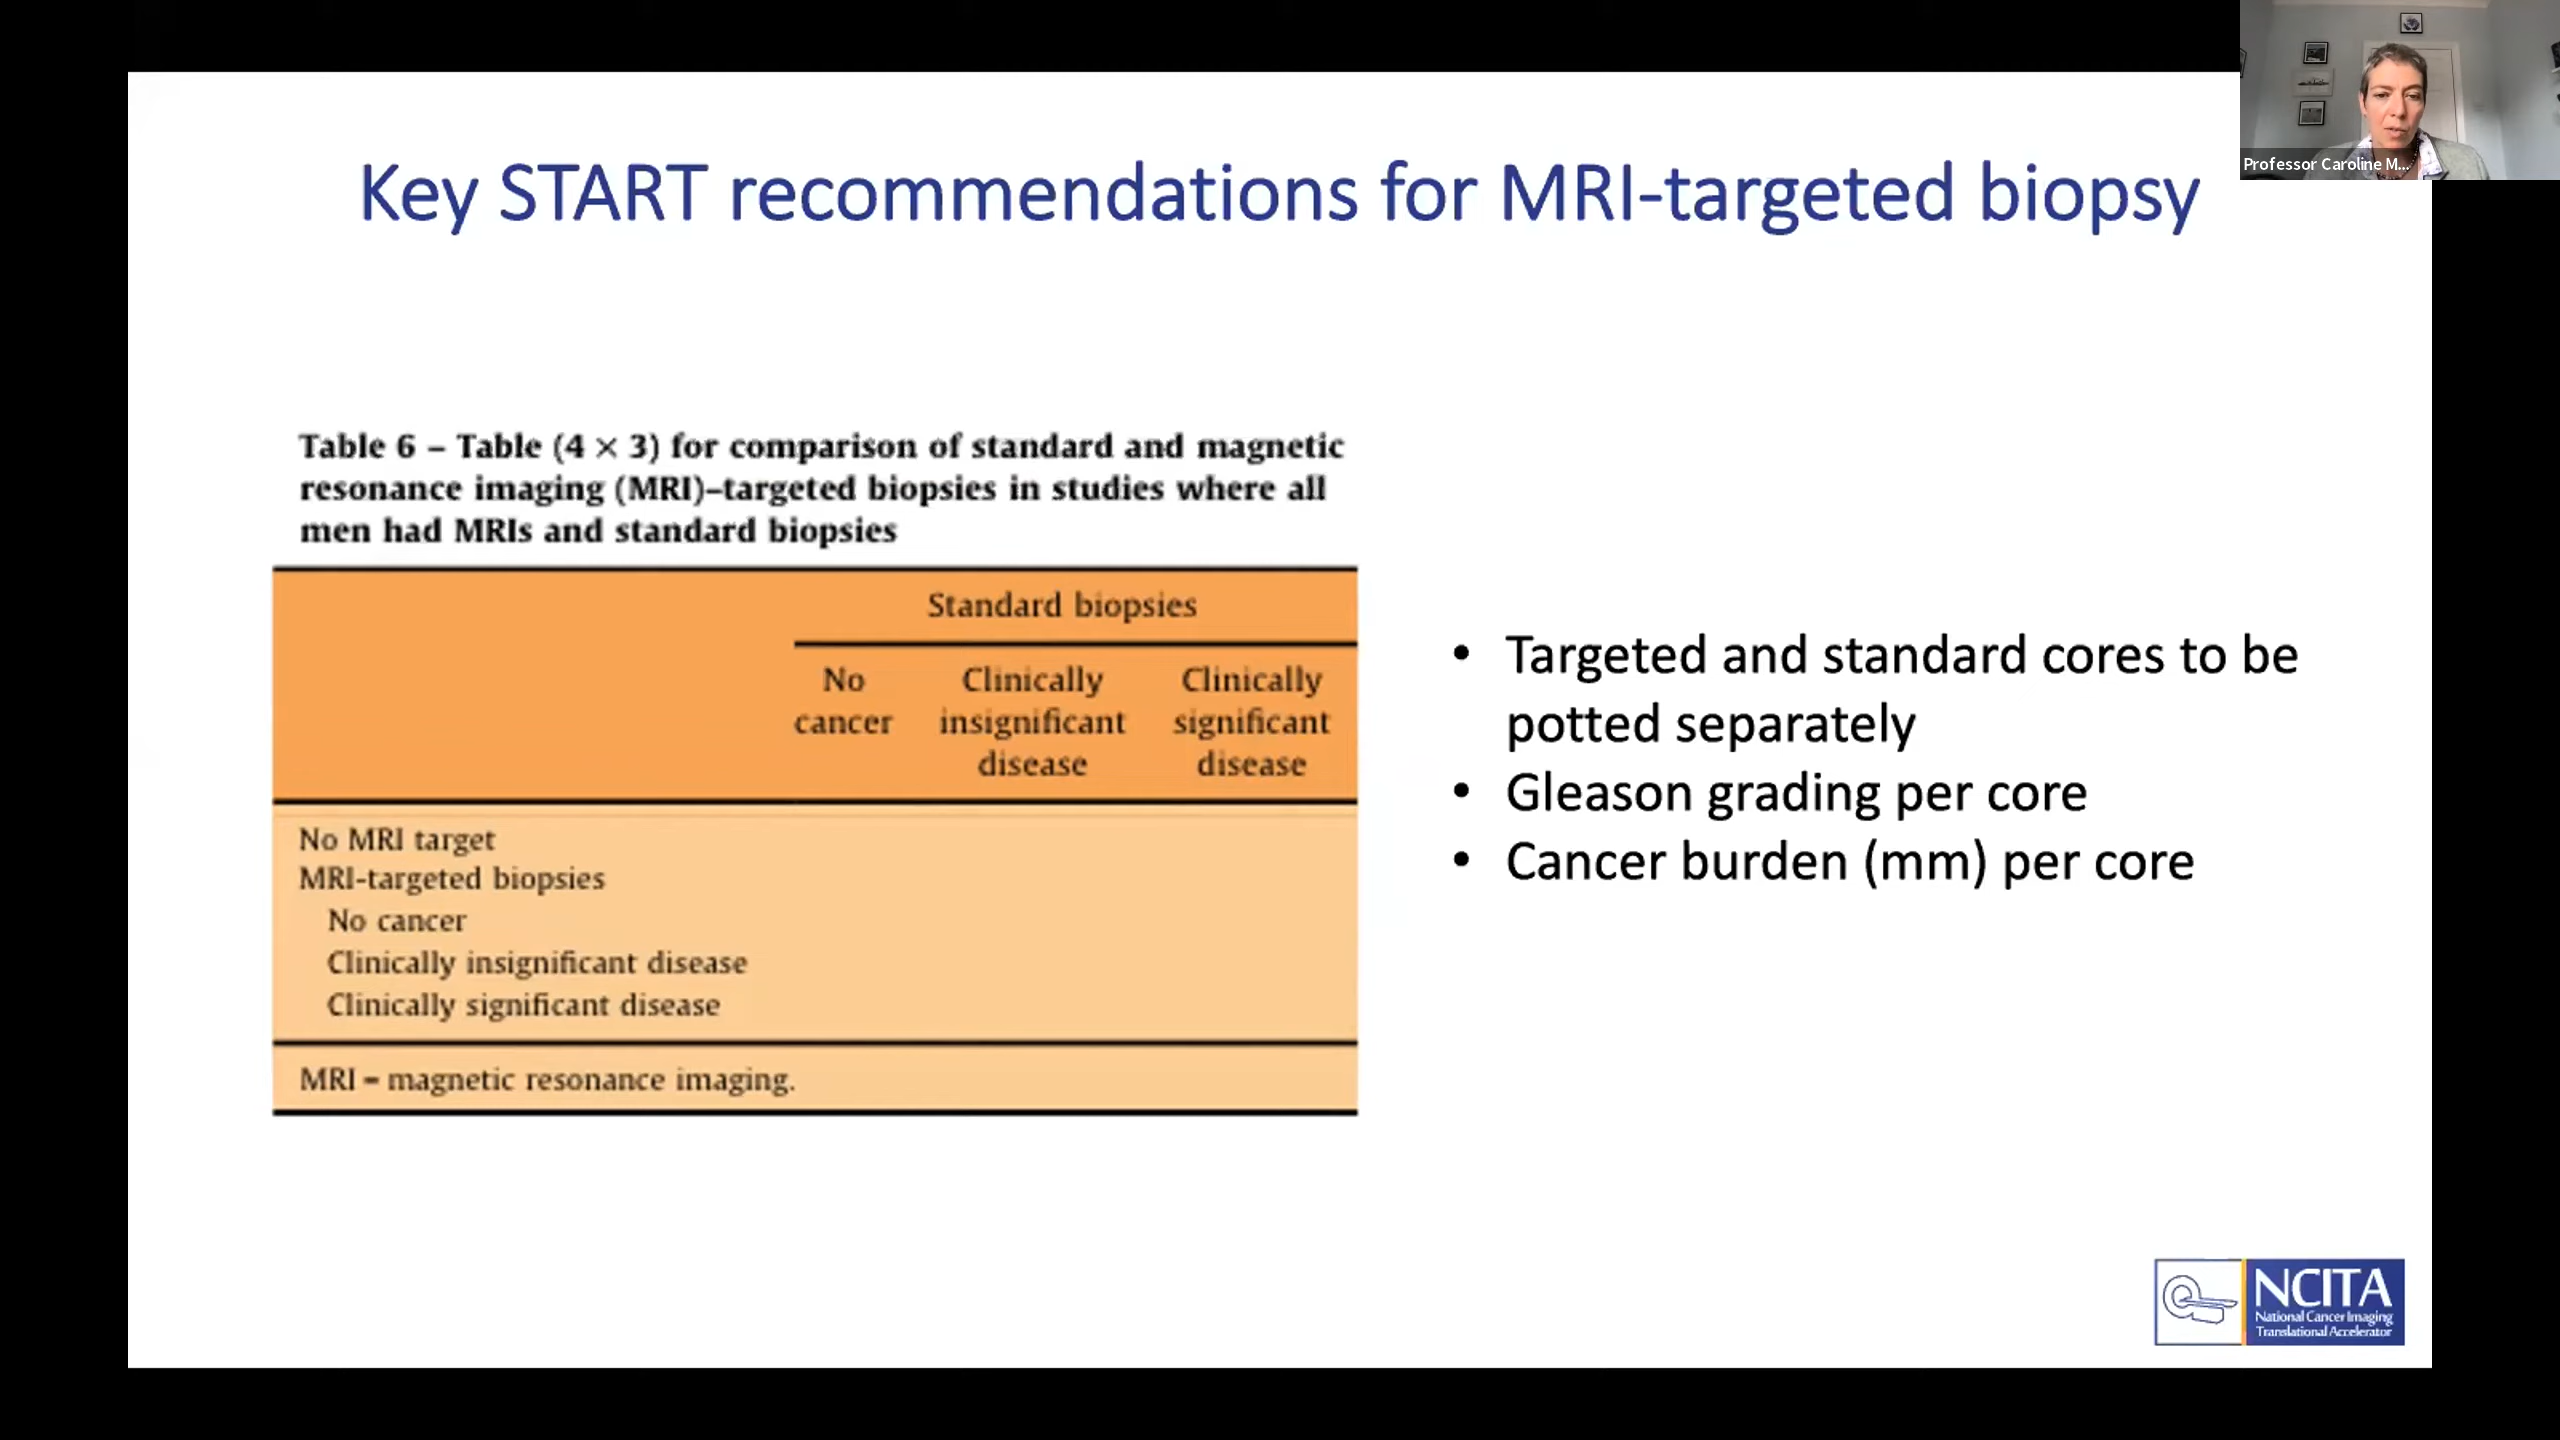 Professor Caroline M...
Key START recommendations for MRI-targeted biopsy
Table 6 – Table (4 × 3) for comparison of standard and magnetic
resonance imaging (MRI)–targeted biopsies in studies where all
men had MRIs and standard biopsies
Standard biopsies
No cancer
Clinically insignificant disease
Clinically significant disease
No MRI target
MRI-targeted biopsies
No cancer
Clinically insignificant disease
Clinically significant disease
MRI = magnetic resonance imaging.
• Targeted and standard cores to be
potted separately
• Gleason grading per core
• Cancer burden (mm) per core
NCITA
National Cancer Imaging
Translational Accelerator